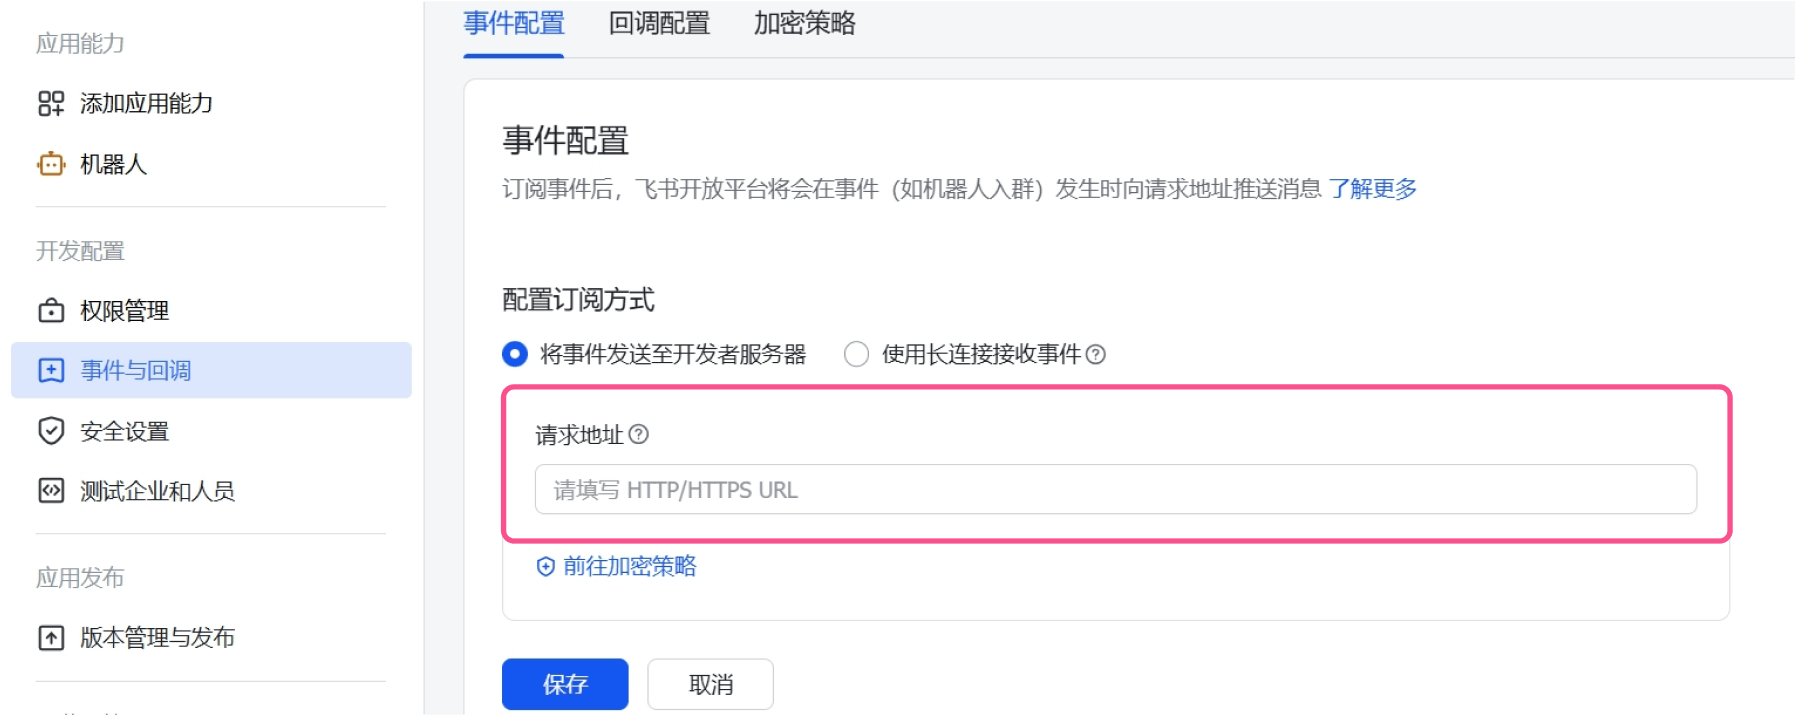 应用能力
添加应用能力
机器人
开发配置
权限管理
事件与回调
安全设置
测试企业和人员
应用发布
版本管理与发布
事件配置 回调配置 加密策略
事件配置
订阅事件后，飞书开放平台将会在事件（如机器人入群）发生时向请求地址推送消息 了解更多
配置订阅方式
将事件发送至开发者服务器 使用长连接接收事件
请求地址
请填写 HTTP/HTTPS URL
前往加密策略
保存 取消